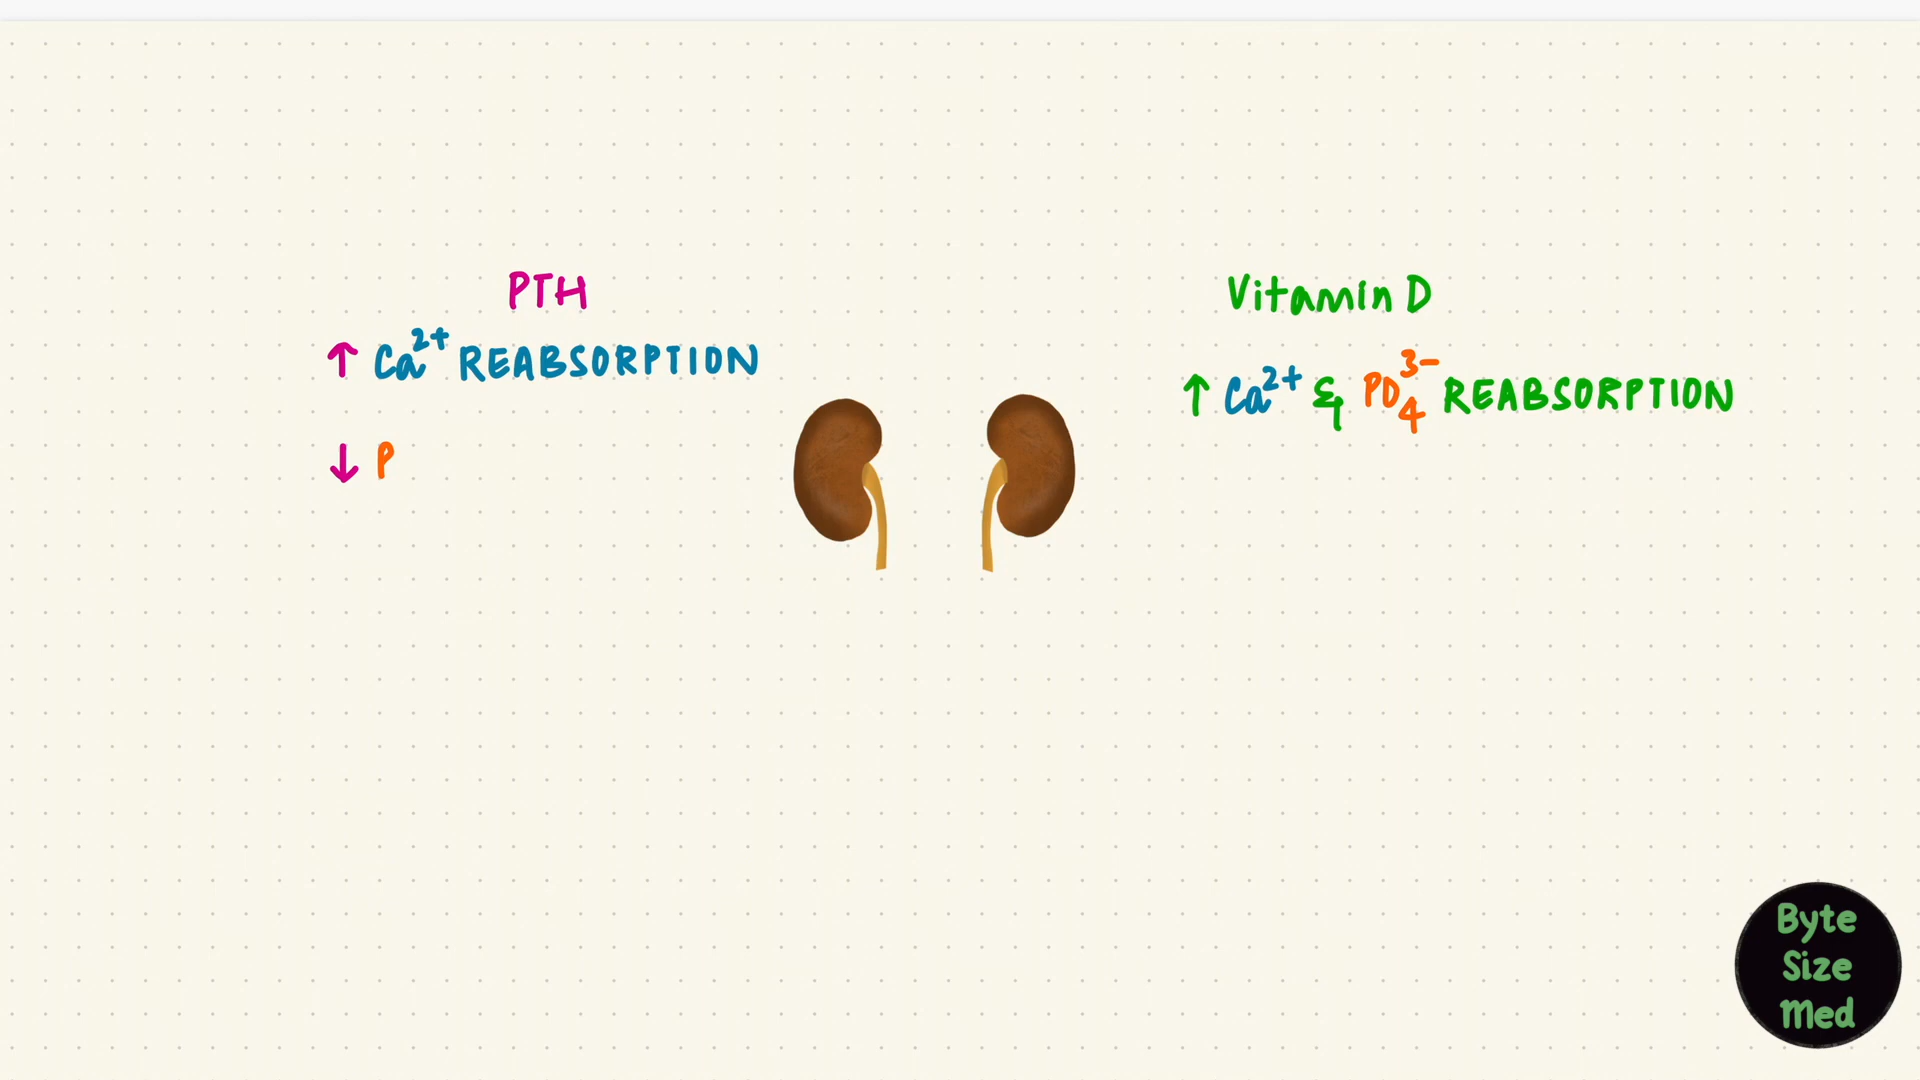 PTH
↑ Ca²⁺ REABSORPTION
↓ P
Vitamin D
↑ Ca²⁺ & PO₄³⁻ REABSORPTION
Byte
Size
Med